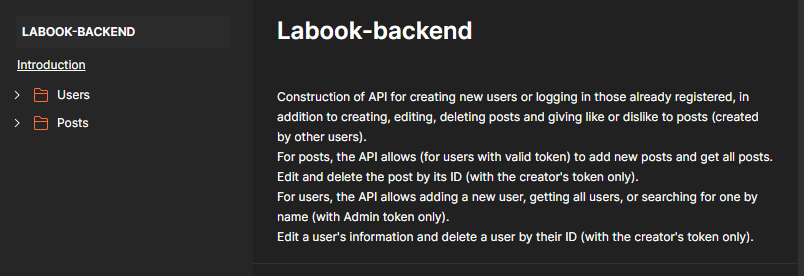 LABOOK-BACKEND
Introduction
Users
Posts
Labook-backend
Construction of API for creating new users or logging in those already registered, in
addition to creating, editing, deleting posts and giving like or dislike to posts (created
by other users).
For posts, the API allows (for users with valid token) to add new posts and get all posts.
Edit and delete the post by its ID (with the creator's token only).
For users, the API allows adding a new user, getting all users, or searching for one by
name (with Admin token only).
Edit a user's information and delete a user by their ID (with the creator's token only).